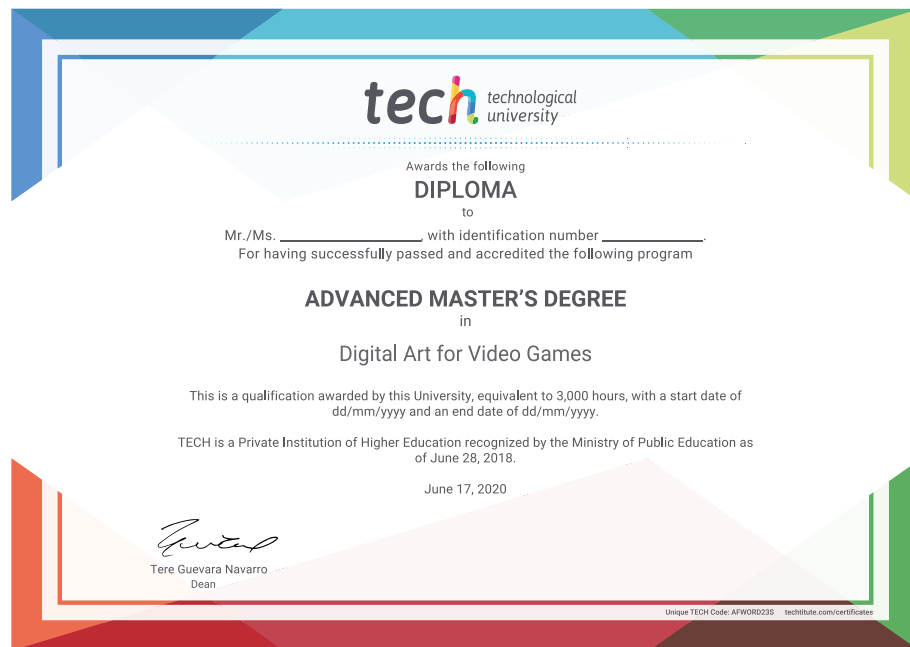 tech technological
university
Awards the following
DIPLOMA
to
Mr./Ms. ____________________, with identification number ______________.
For having successfully passed and accredited the following program
ADVANCED MASTER’S DEGREE
in
Digital Art for Video Games
This is a qualification awarded by this University, equivalent to 3,000 hours, with a start date of
dd/mm/yyyy and an end date of dd/mm/yyyy.
TECH is a Private Institution of Higher Education recognized by the Ministry of Public Education as
of June 28, 2018.
June 17, 2020
Tere Guevara Navarro
Dean
Unique TECH Code: AFWORD23S techtitute.com/certificates